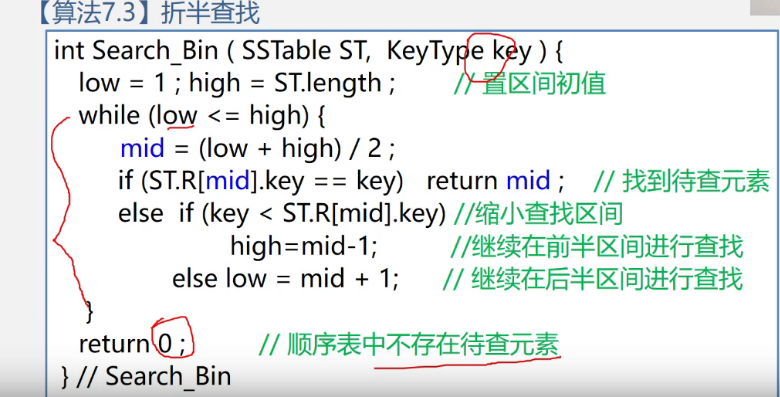 【算法7.3】折半查找
int Search_Bin ( SSTable ST, KeyType key ) {
low = 1 ; high = ST.length ; // 置区间初值
while (low <= high) {
mid = (low + high) / 2 ;
if (ST.R[mid].key == key) return mid ; // 找到待查元素
else if (key < ST.R[mid].key) //缩小查找区间
high=mid-1; //继续在前半区间进行查找
else low = mid + 1; // 继续在后半区间进行查找
}
return 0 ; // 顺序表中不存在待查元素
} // Search_Bin